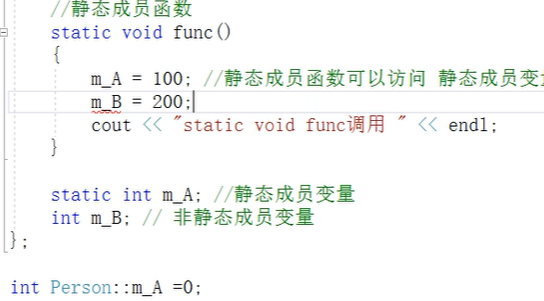 //静态成员函数
static void func()
{
m_A = 100; //静态成员函数可以访问 静态成员变
m_B = 200;
cout << "static void func调用 " << endl;
}
static int m_A; //静态成员变量
int m_B; // 非静态成员变量
};
int Person::m_A =0;